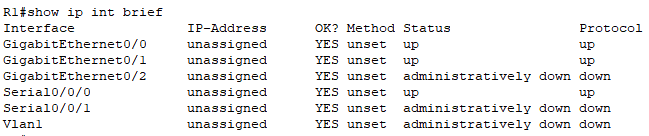 R1#show ip int brief
Interface IP-Address OK? Method Status Protocol
GigabitEthernet0/0 unassigned YES unset up up
GigabitEthernet0/1 unassigned YES unset up up
GigabitEthernet0/2 unassigned YES unset administratively down down
Serial0/0/0 unassigned YES unset up up
Serial0/0/1 unassigned YES unset administratively down down
Vlan1 unassigned YES unset administratively down down